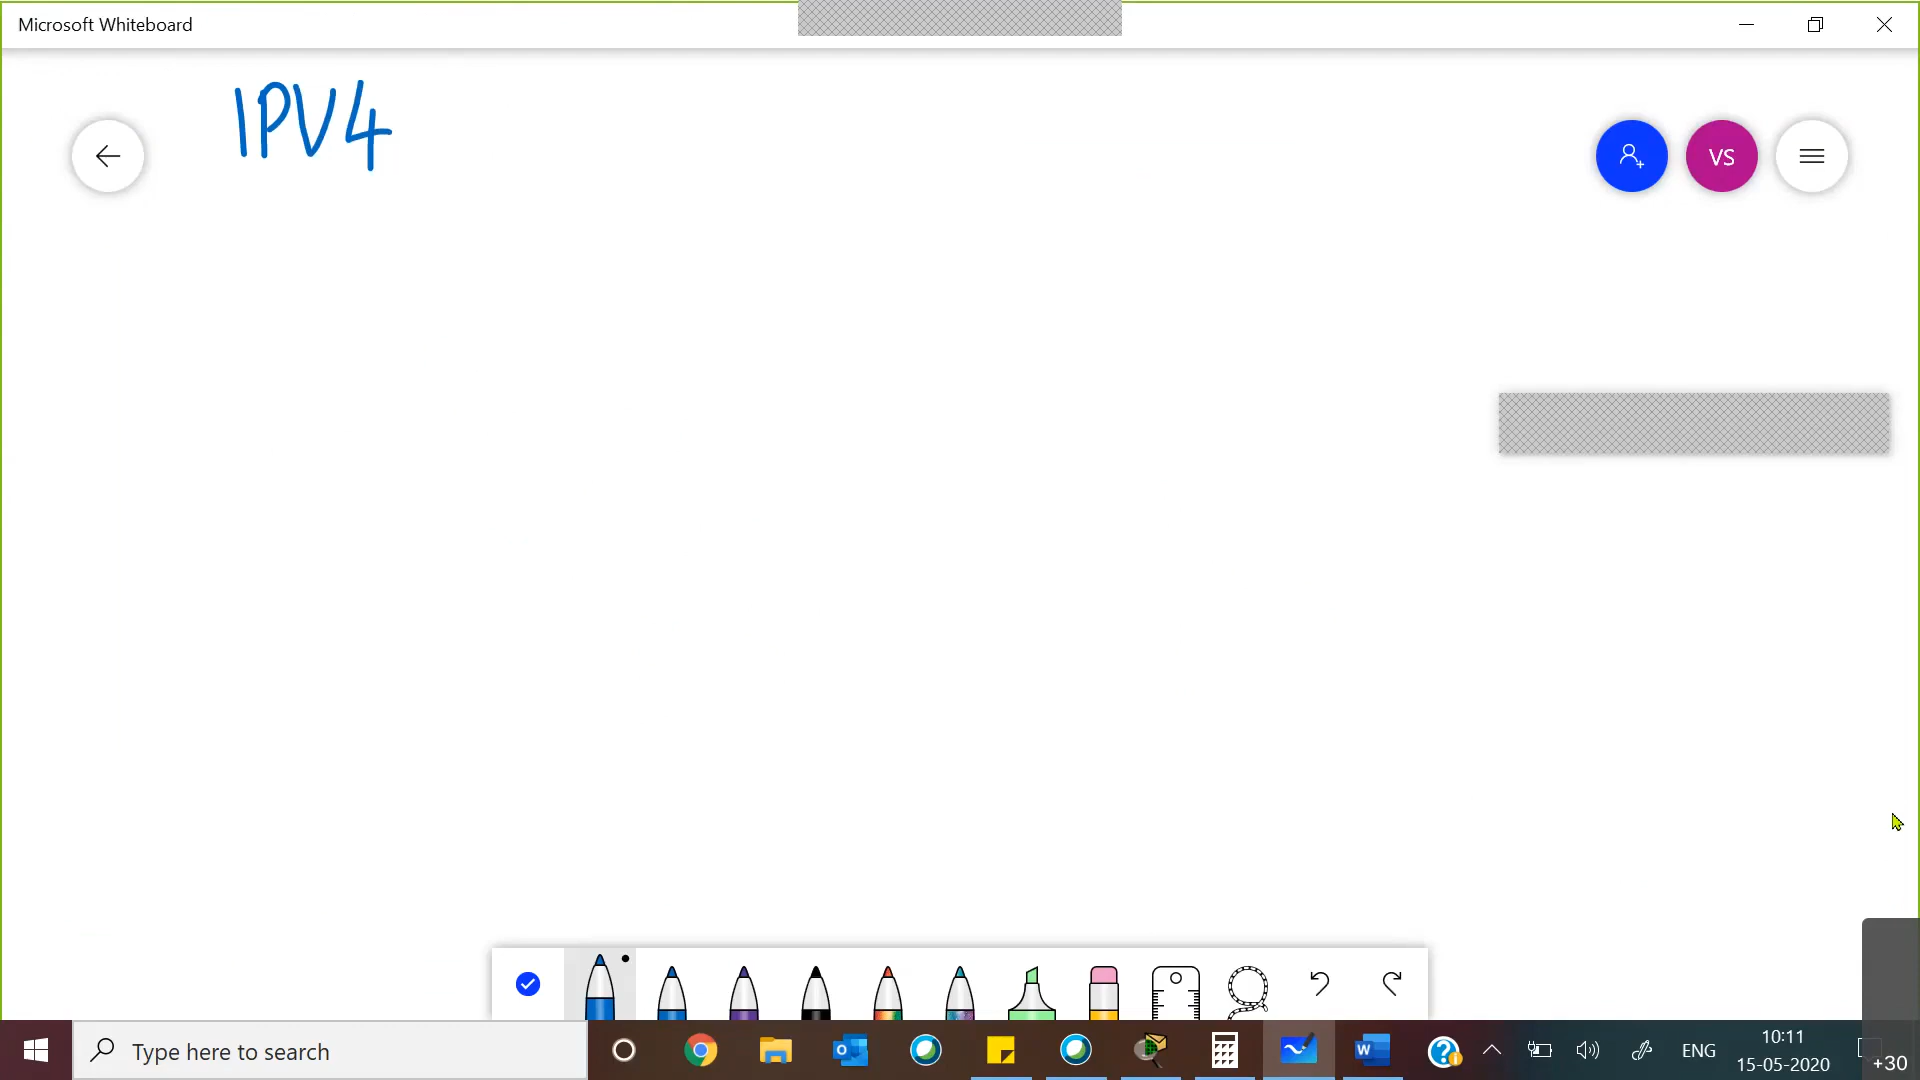 Microsoft Whiteboard
IPV4
VS
Type here to search
ENG
10:11
15-05-2020
+30